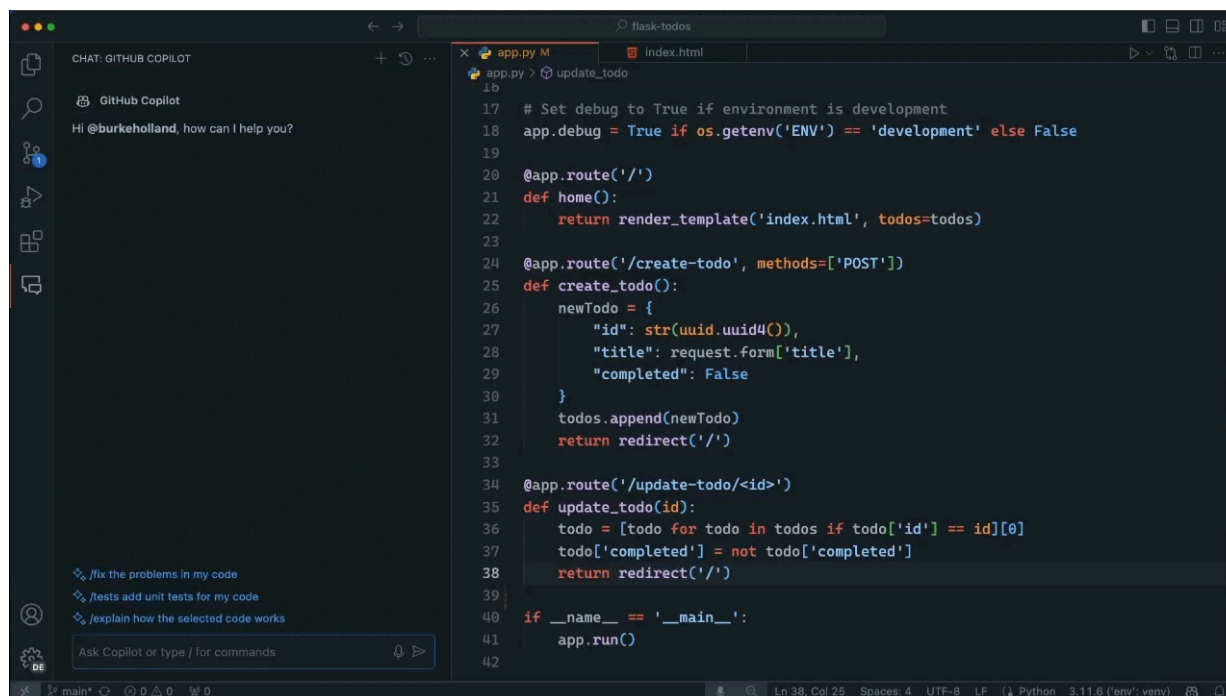 flask-todos
CHAT: GITHUB COPILOT
GitHub Copilot
Hi @burkeholland, how can I help you?
1
/fix the problems in my code
/tests add unit tests for my code
/explain how the selected code works
Ask Copilot or type / for commands
DE
app.py M
index.html
app.py > update_todo
16
17 # Set debug to True if environment is development
18 app.debug = True if os.getenv('ENV') == 'development' else False
19
20 @app.route('/')
21 def home():
22     return render_template('index.html', todos=todos)
23
24 @app.route('/create-todo', methods=['POST'])
25 def create_todo():
26     newTodo = {
27         "id": str(uuid.uuid4()),
28         "title": request.form['title'],
29         "completed": False
30     }
31     todos.append(newTodo)
32     return redirect('/')
33
34 @app.route('/update-todo/<id>')
35 def update_todo(id):
36     todo = [todo for todo in todos if todo['id'] == id][0]
37     todo['completed'] = not todo['completed']
38     return redirect('/')
39
40 if __name__ == '__main__':
41     app.run()
42
main* 0 0 0 Ln 38, Col 25 Spaces: 4 UTF-8 LF Python 3.11.6 ('env': venv)